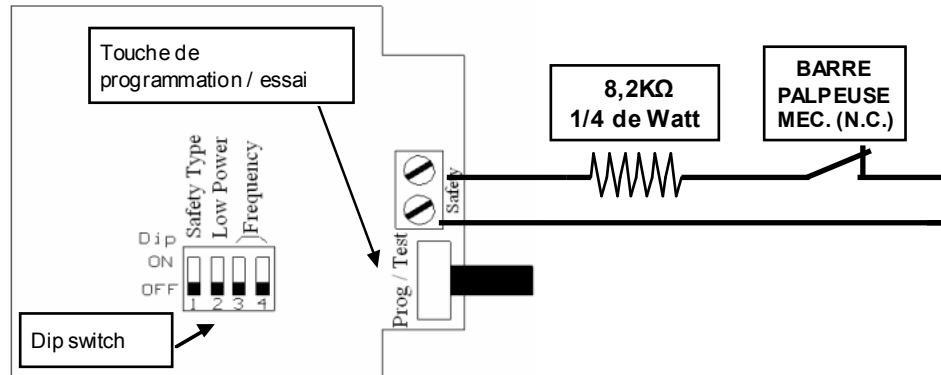 Touche de
programmation / essai
8,2KΩ
1/4 de Watt
BARRE
PALPEUSE
MEC. (N.C.)
Safety Type
Low Power
Frequency
Safety
Dip
ON
OFF
1 2 3 4
Prog / Test
Dip switch